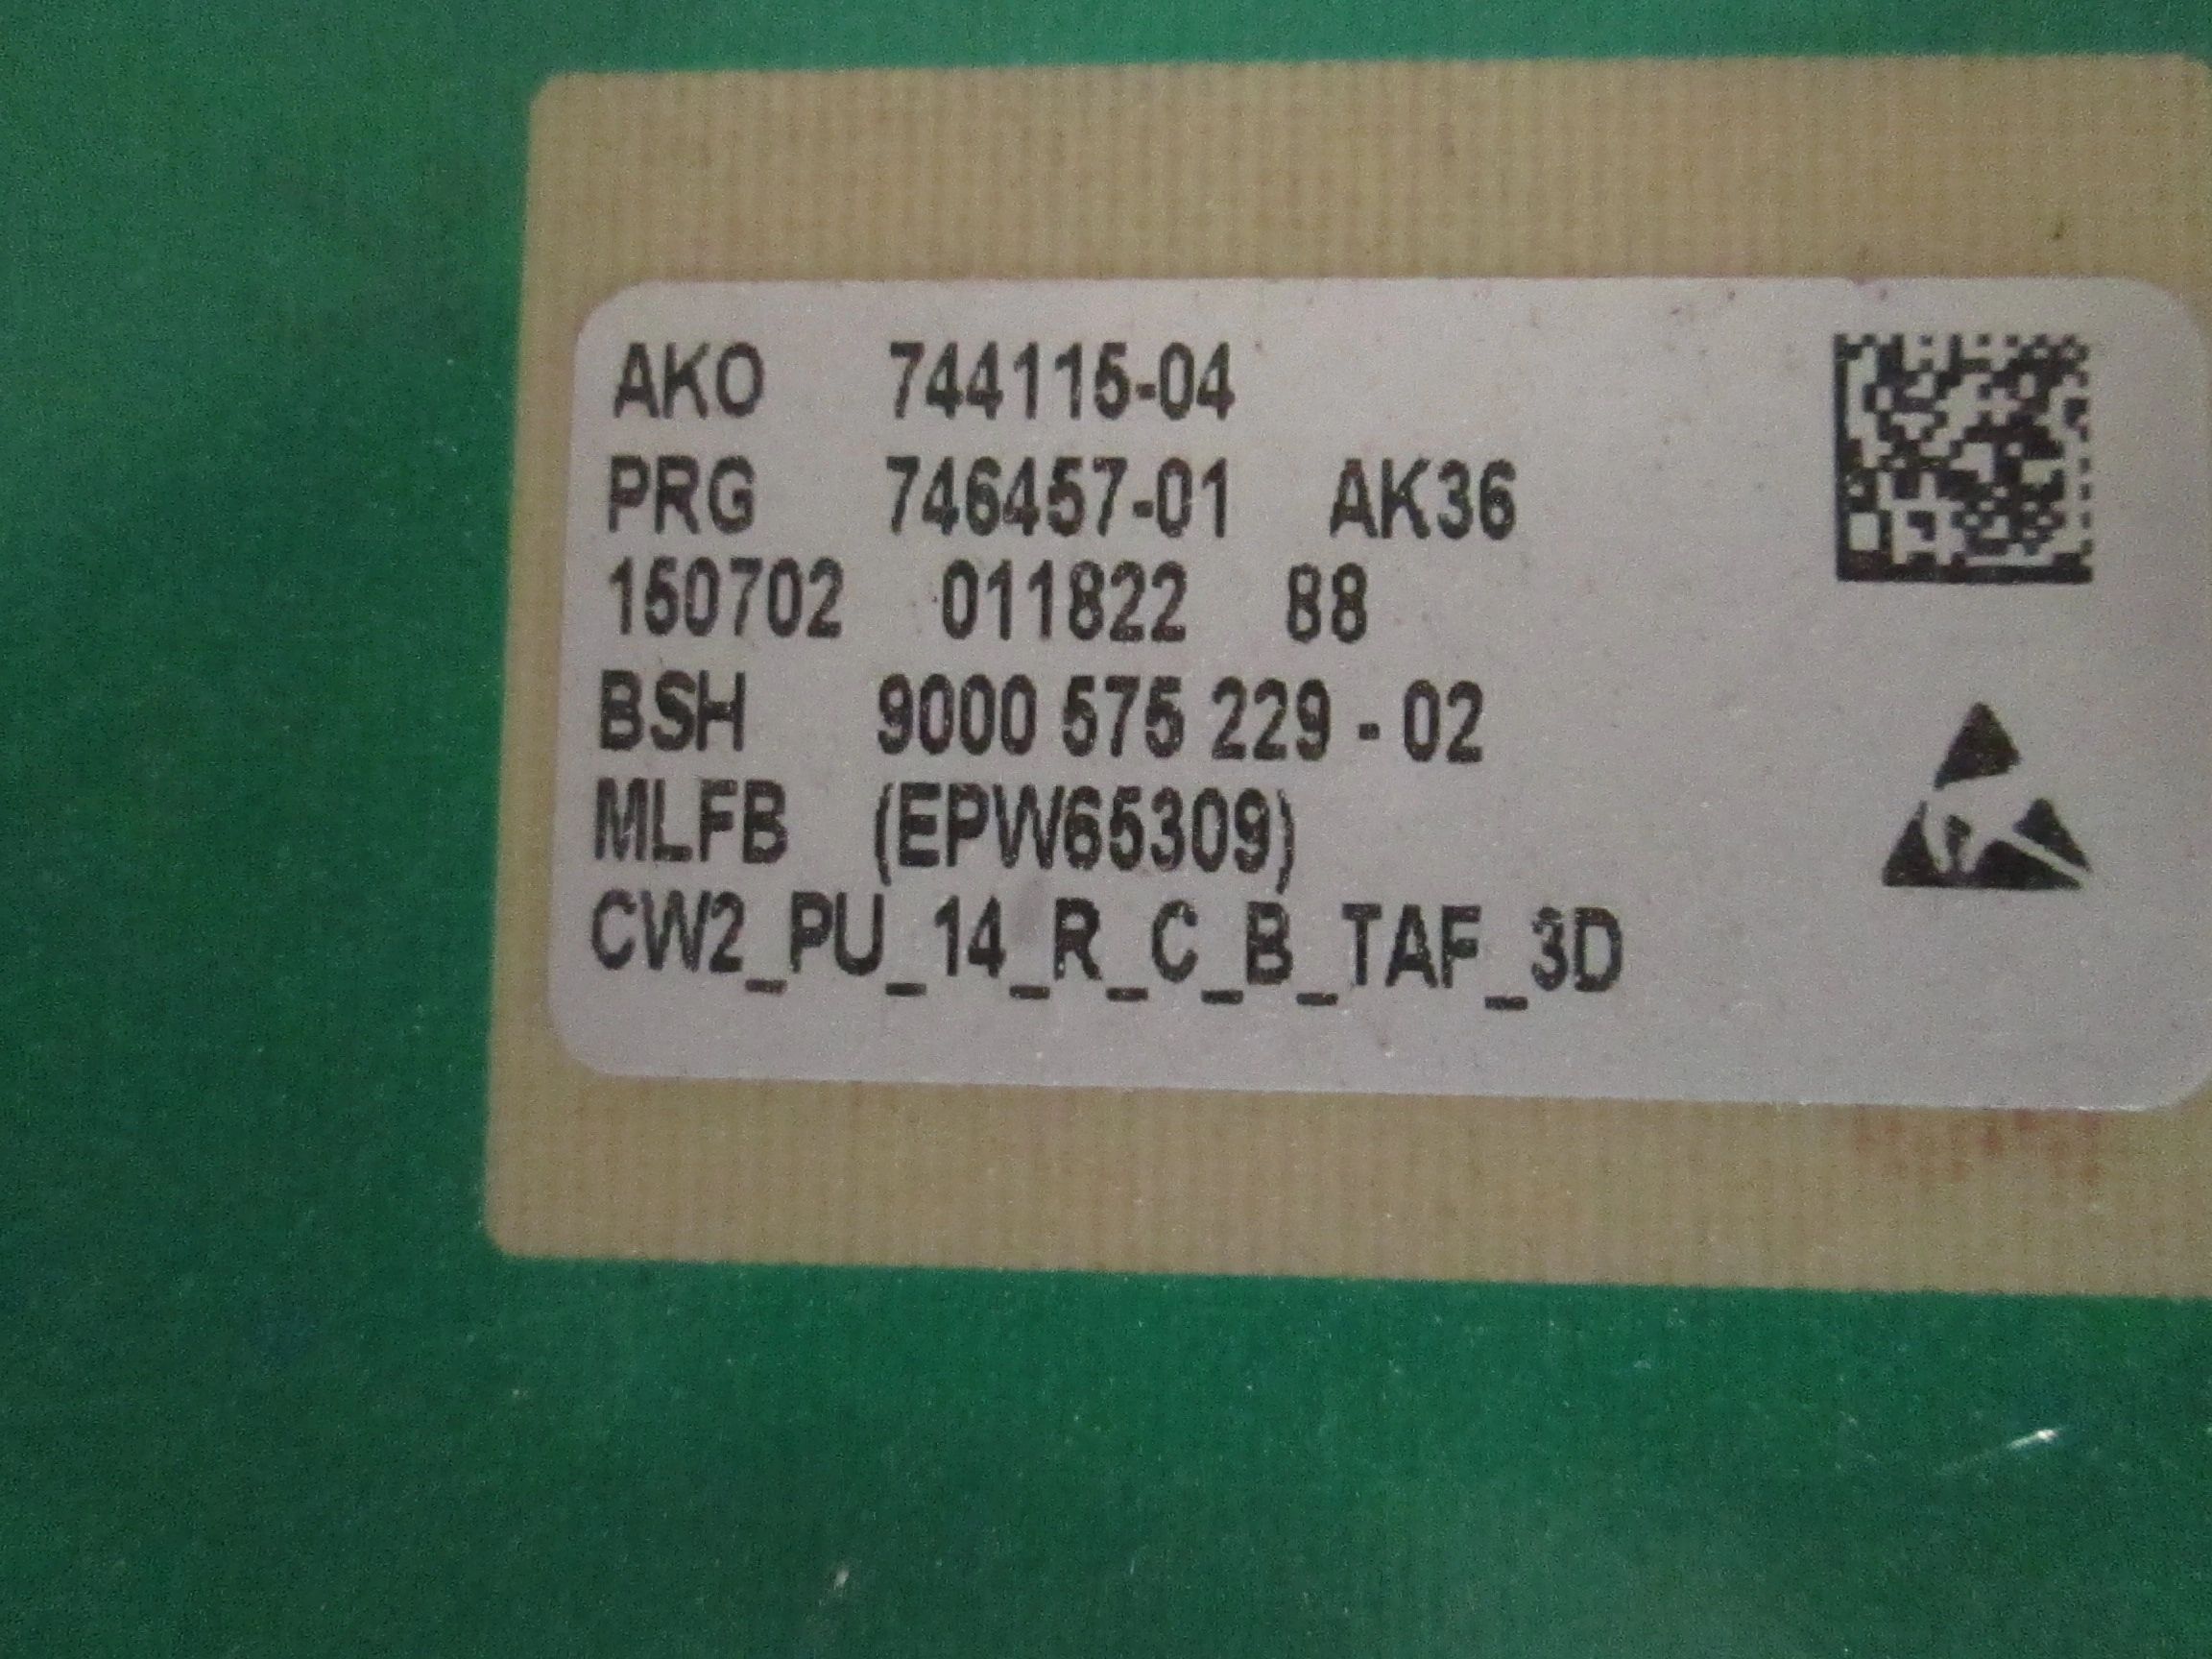 AKO 744115-04
PRG 746457-01 AK36
150702 011822 88
BSH 9000 575 229 - 02
MLFB (EPW65309)
CW2_PU_14_R_C_B_TAF_3D